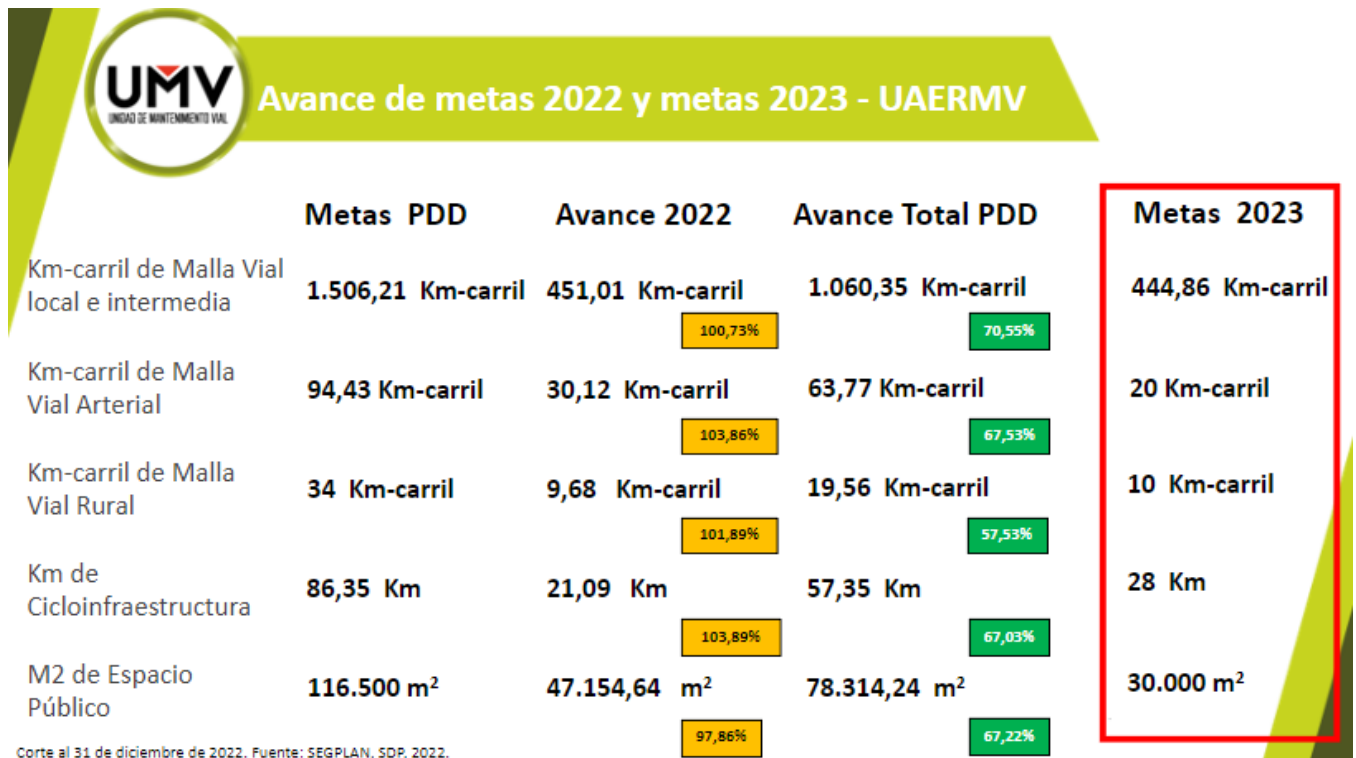 UMV
UNIDAD DE MANTENIMIENTO VIAL
Avance de metas 2022 y metas 2023 - UAERMV
Metas PDD Avance 2022 Avance Total PDD Metas 2023
Km-carril de Malla Vial
local e intermedia
1.506,21 Km-carril 451,01 Km-carril 1.060,35 Km-carril 444,86 Km-carril
100,73% 70,55%
Km-carril de Malla
Vial Arterial
94,43 Km-carril 30,12 Km-carril 63,77 Km-carril 20 Km-carril
103,86% 67,53%
Km-carril de Malla
Vial Rural
34 Km-carril 9,68 Km-carril 19,56 Km-carril 10 Km-carril
101,89% 57,53%
Km de
Cicloinfraestructura
86,35 Km 21,09 Km 57,35 Km 28 Km
103,89% 67,03%
M2 de Espacio
Público
116.500 m² 47.154,64 m² 78.314,24 m² 30.000 m²
97,86% 67,22%
Corte al 31 de diciembre de 2022. Fuente: SEGPLAN. SDP. 2022.